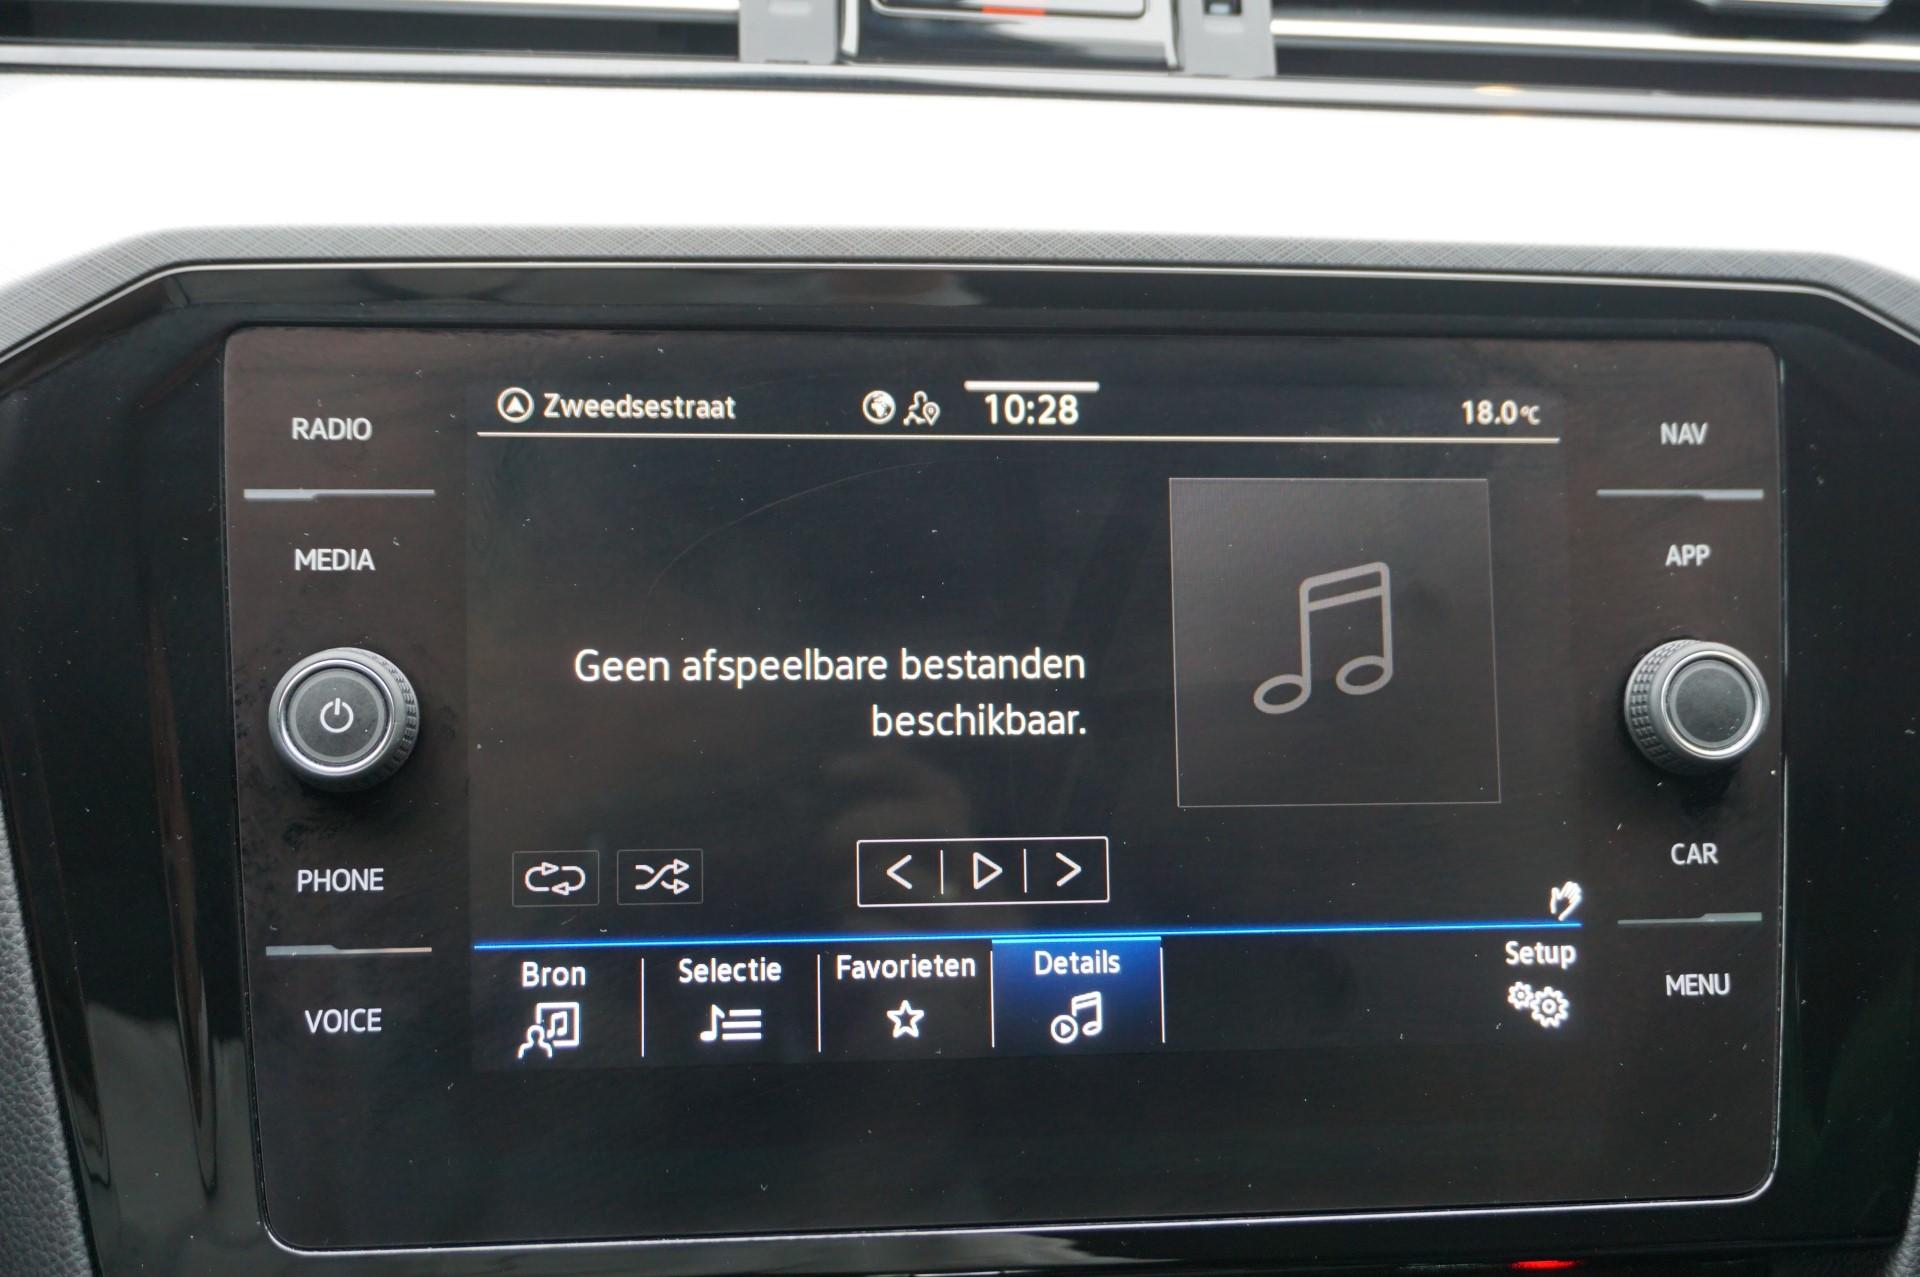 Zweedsestraat 10:28 18.0°C
RADIO
NAV
MEDIA
APP
Geen afspeelbare bestanden
beschikbaar.
PHONE
CAR
Bron Selectie Favorieten Details Setup
VOICE
MENU